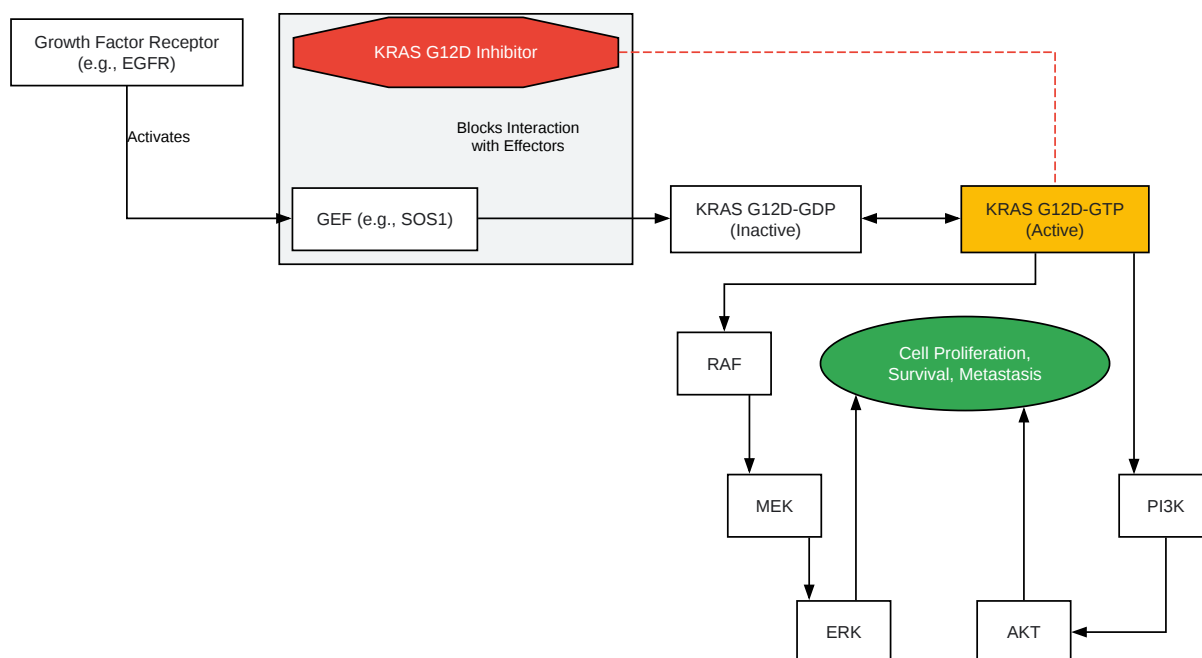 Growth Factor Receptor
(e.g., EGFR)
KRAS G12D Inhibitor
Activates
Blocks Interaction
with Effectors
GEF (e.g., SOS1)
KRAS G12D-GDP
(Inactive)
KRAS G12D-GTP
(Active)
RAF
Cell Proliferation,
Survival, Metastasis
MEK
PI3K
ERK
AKT